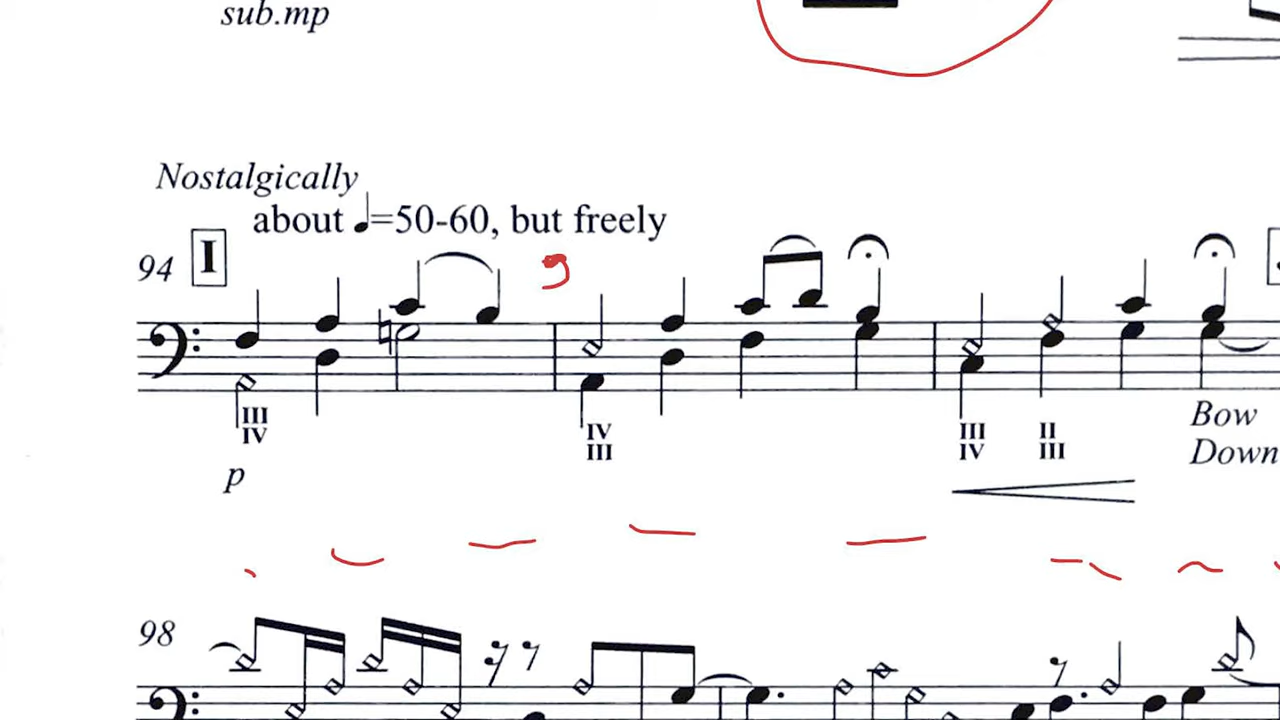 sub.mp
Nostalgically
about ♩=50-60, but freely
94 I
III
IV
IV
III
III
IV
II
III
Bow
Down
p
98